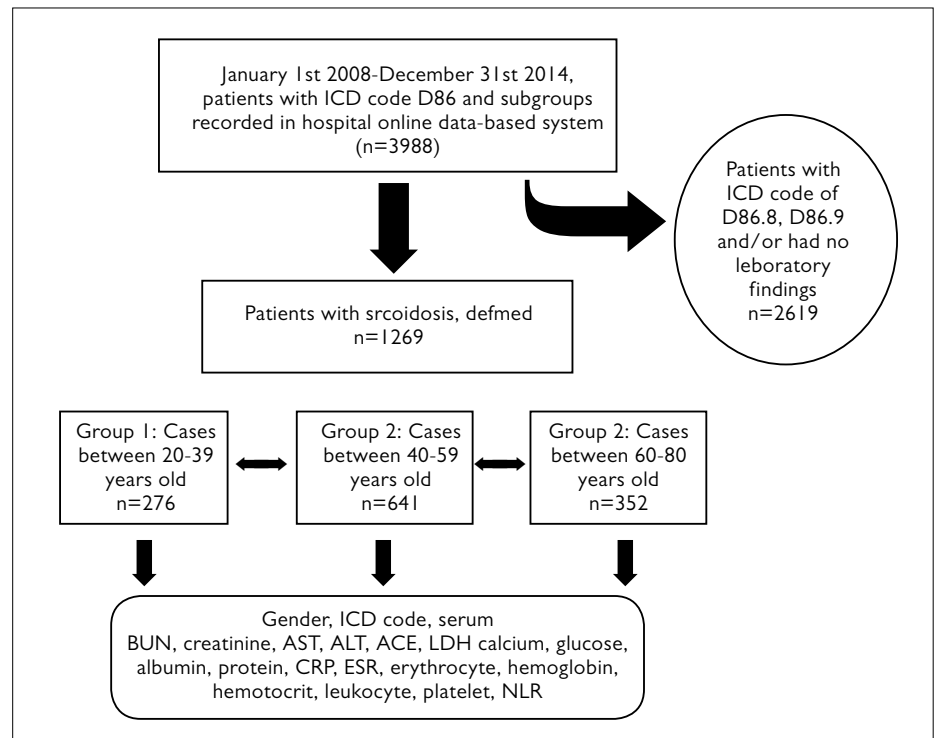 January 1st 2008-December 31st 2014,
patients with ICD code D86 and subgroups
recorded in hospital online data-based system
(n=3988)
Patients with
ICD code of
D86.8, D86.9
and/or had no
leboratory
findings
n=2619
Patients with srcoidosis, defmed
n=1269
Group 1: Cases
between 20-39
years old
n=276
Group 2: Cases
between 40-59
years old
n=641
Group 2: Cases
between 60-80
years old
n=352
Gender, ICD code, serum
BUN, creatinine, AST, ALT, ACE, LDH calcium, glucose,
albumin, protein, CRP, ESR, erythrocyte, hemoglobin,
hemotocrit, leukocyte, platelet, NLR